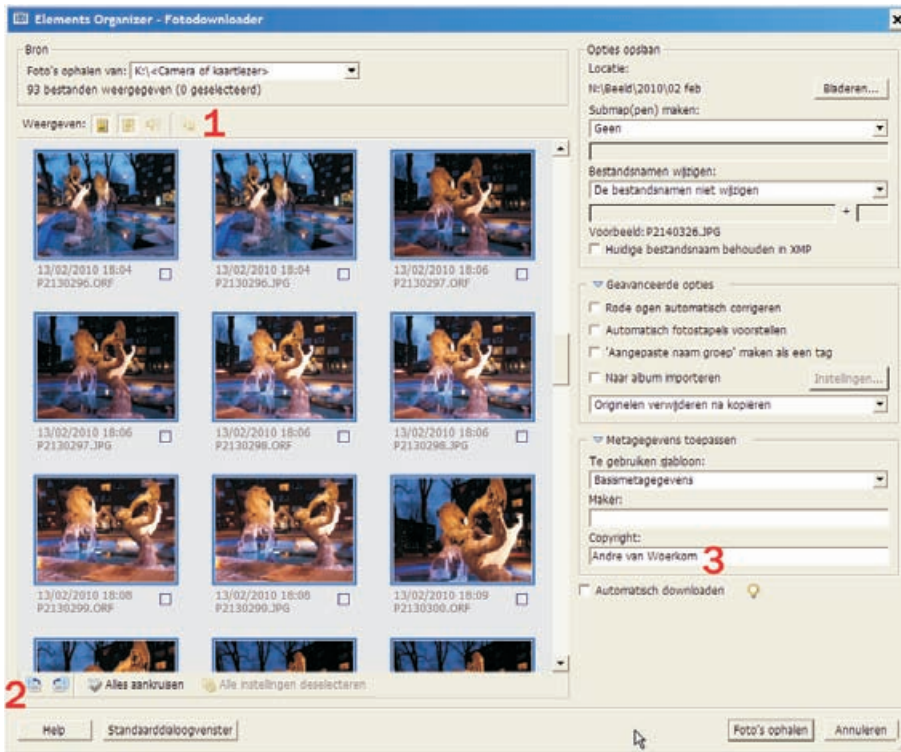 Elements Organizer - Fotodownloader
Bron
Foto's ophalen van: K:\<Camera of kaartlezer>
93 bestanden weergegeven (0 geselecteerd)
Weergeven:
1
13/02/2010 18:04
P2130296.ORF
13/02/2010 18:04
P2130296.JPG
13/02/2010 18:06
P2130297.ORF
13/02/2010 18:06
P2130297.JPG
13/02/2010 18:06
P2130298.ORF
13/02/2010 18:06
P2130298.JPG
13/02/2010 18:08
P2130299.ORF
13/02/2010 18:08
P2130290.JPG
13/02/2010 18:09
P2130300.ORF
2
Alles aankruisen
Alle instellingen deselecteren
Help
Standaarddialoogvenster
Opties opslaan
Locatie:
N:\Beeld\2010\02 feb
Bladeren...
Submap(pen) maken:
Geen
Bestandsnamen wijzigen:
De bestandsnamen niet wijzigen
+
Voorbeeld: P2140326.JPG
Huidige bestandsnaam behouden in XMP
Geavanceerde opties
Rode ogen automatisch corrigeren
Automatisch fotostapels voorstellen
'Aangepaste naam groep' maken als een tag
Naar album importeren
Instellingen...
Originelen verwijderen na kopiëren
Metagegevens toepassen
Te gebruiken sjabloon:
Basismetagegevens
Maker:
Copyright:
Andre van Woerkom
3
Automatisch downloaden
Foto's ophalen
Annuleren